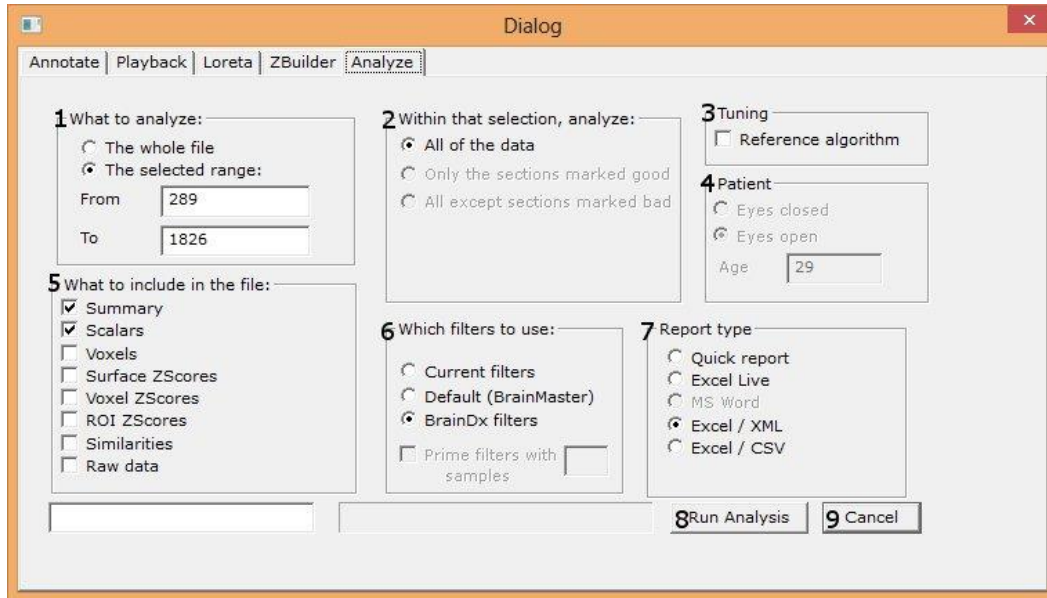 Dialog
Annotate Playback Loreta ZBuilder Analyze
1 What to analyze:
The whole file
The selected range:
From 289
To 1826
2 Within that selection, analyze:
All of the data
Only the sections marked good
All except sections marked bad
3 Tuning
Reference algorithm
4 Patient
Eyes closed
Eyes open
Age 29
5 What to include in the file:
Summary
Scalars
Voxels
Surface ZScores
Voxel ZScores
ROI ZScores
Similarities
Raw data
6 Which filters to use:
Current filters
Default (BrainMaster)
BrainDx filters
Prime filters with
samples
7 Report type
Quick report
Excel Live
MS Word
Excel / XML
Excel / CSV
8 Run Analysis
9 Cancel